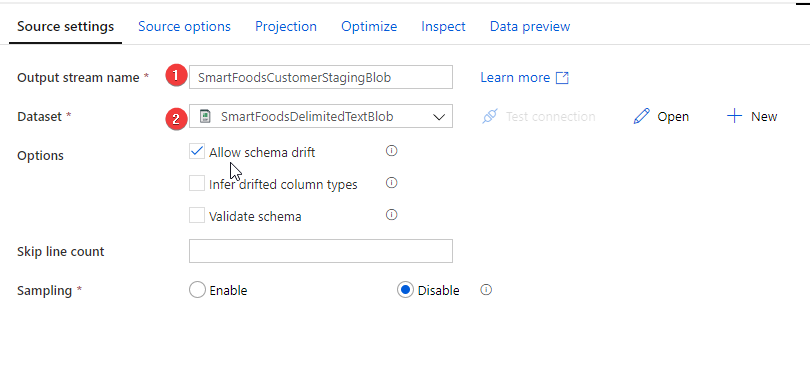 Source settings Source options Projection Optimize Inspect Data preview
Output stream name * 1 SmartFoodsCustomerStagingBlob Learn more
Dataset * 2 SmartFoodsDelimitedTextBlob Test connection Open New
Options Allow schema drift
Infer drifted column types
Validate schema
Skip line count
Sampling * Enable Disable